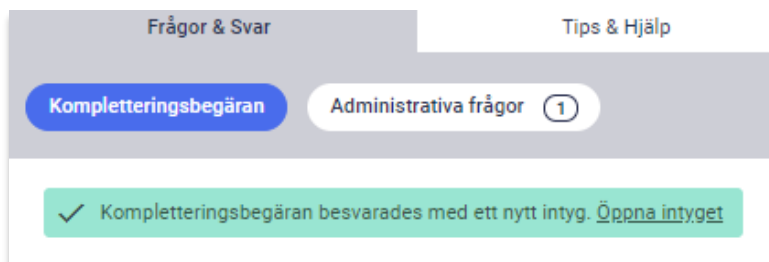 Frågor & Svar
Tips & Hjälp
Kompletteringsbegäran
Administrativa frågor 1
Kompletteringsbegäran besvarades med ett nytt intyg. Öppna intyget